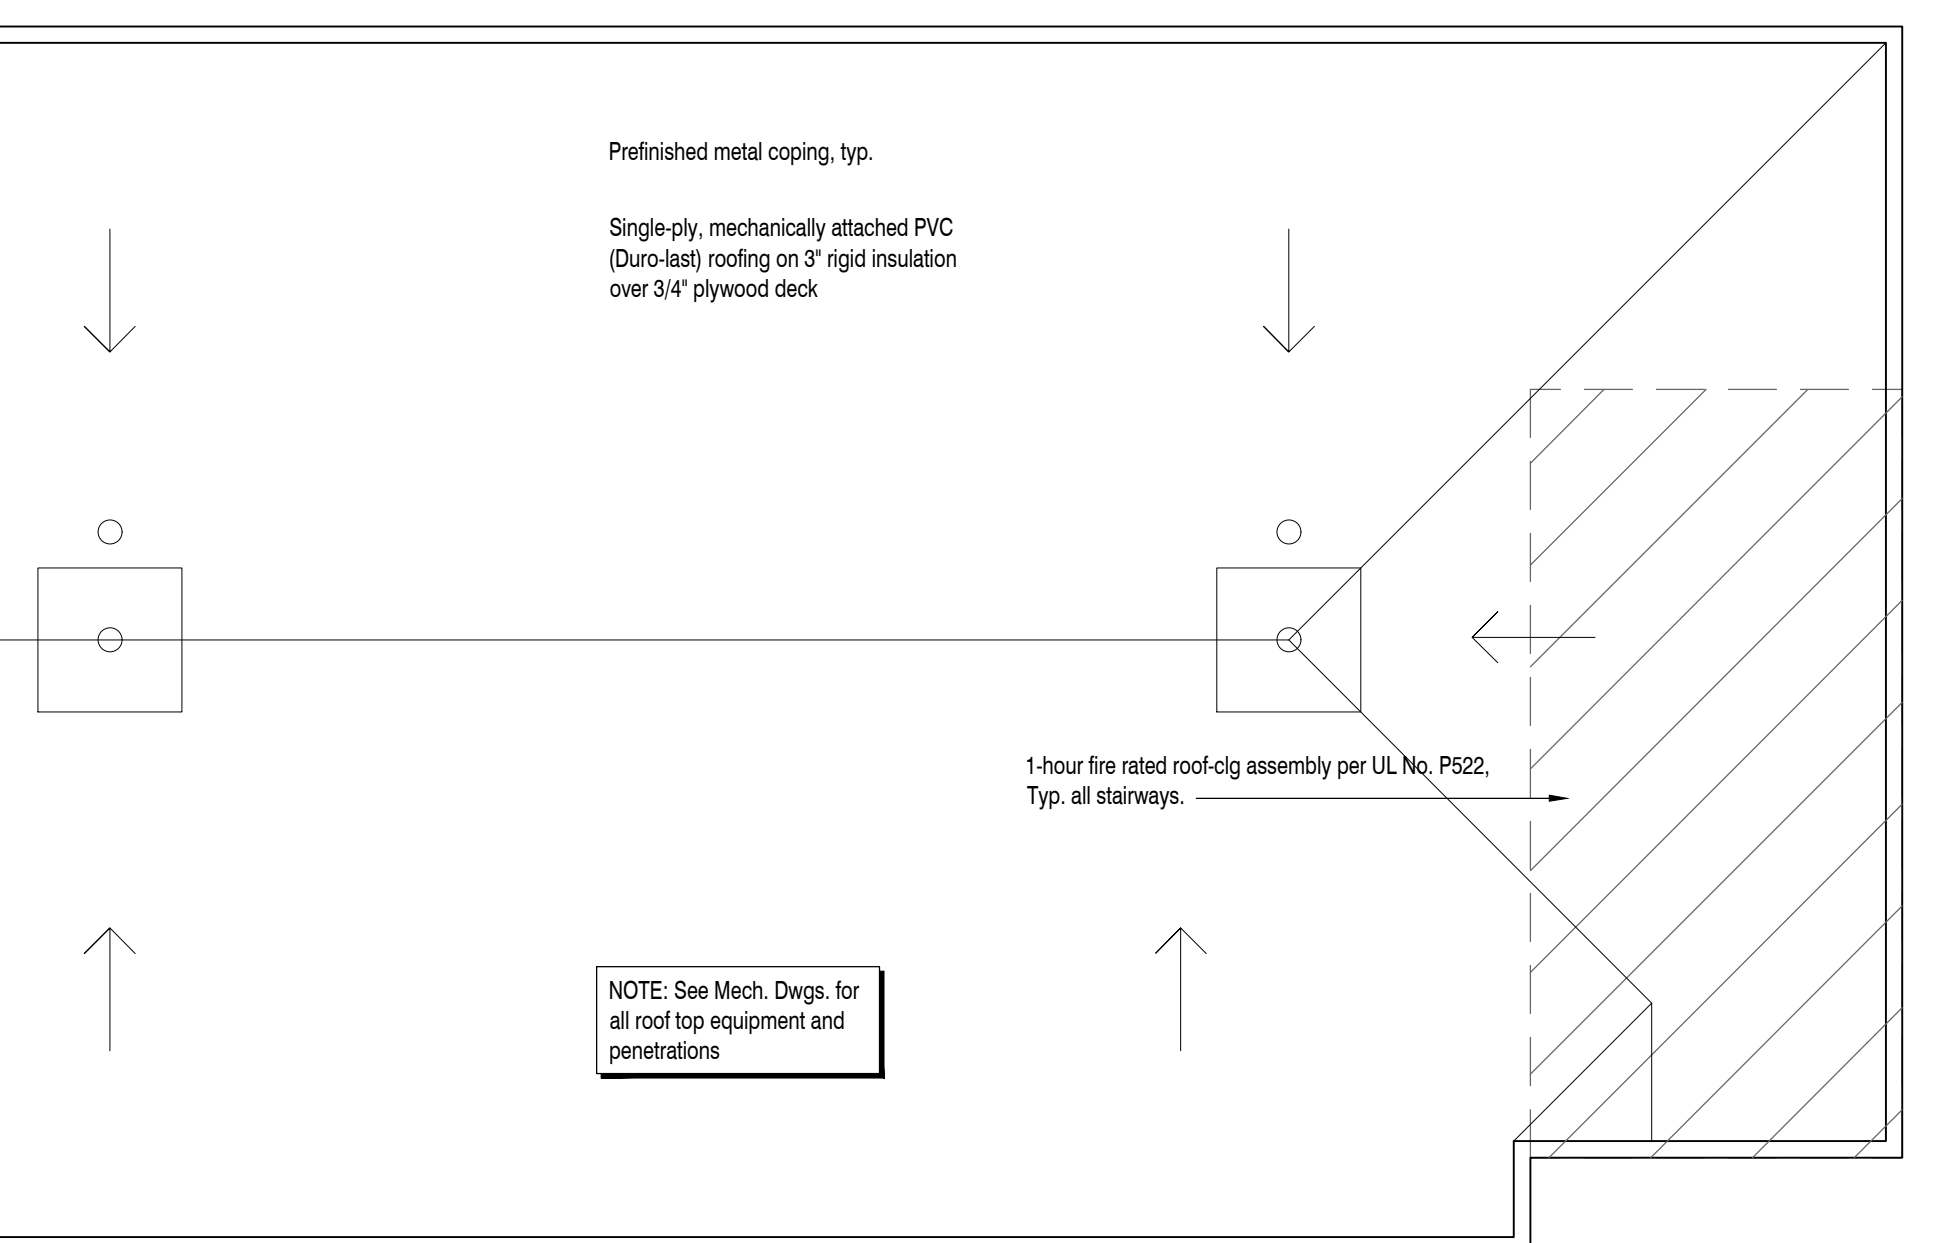 Prefinished metal coping, typ.
Single-ply, mechanically attached PVC
(Duro-last) roofing on 3" rigid insulation
over 3/4" plywood deck
1-hour fire rated roof-clg assembly per UL No. P522,
Typ. all stairways.
NOTE: See Mech. Dwgs. for
all roof top equipment and
penetrations